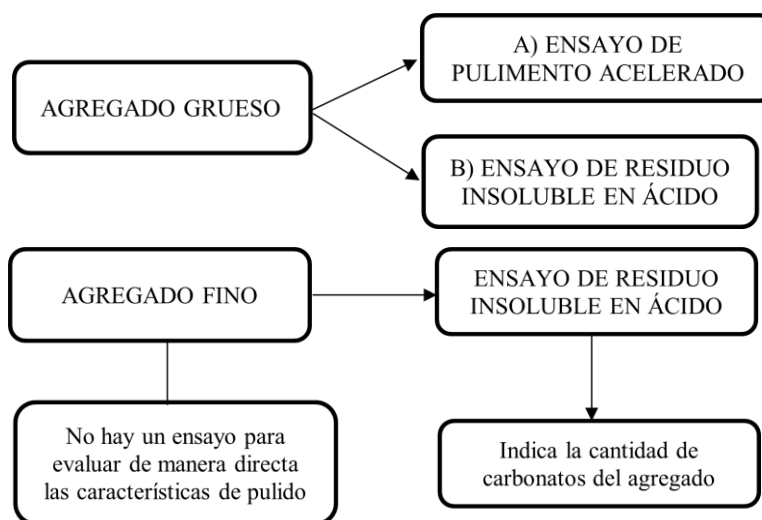 AGREGADO GRUESO
A) ENSAYO DE
PULIMENTO ACELERADO
B) ENSAYO DE RESIDUO
INSOLUBLE EN ÁCIDO
AGREGADO FINO
ENSAYO DE RESIDUO
INSOLUBLE EN ÁCIDO
No hay un ensayo para
evaluar de manera directa
las características de pulido
Indica la cantidad de
carbonatos del agregado